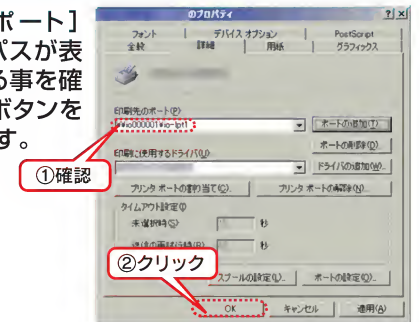 ポート]
パスが表
る事を確
ボタンを
す。
①確認
②クリック
のプロパティ
フォント
デバイス オプション
PostScript
全般
詳細
用紙
グラフィックス
印刷先のポート(P)
¥¥io000001¥io-lpt1
ポートの追加(T)...
ポートの削除(D)...
印刷に使用するドライバ(U)
ドライバの追加(W)...
プリンタ ポートの割り当て(C)...
プリンタ ポートの解除(N)...
タイムアウト設定
未選択時(S)
秒
秒
スプールの設定(L)...
ポートの設定(O)...
OK
キャンセル
適用(A)